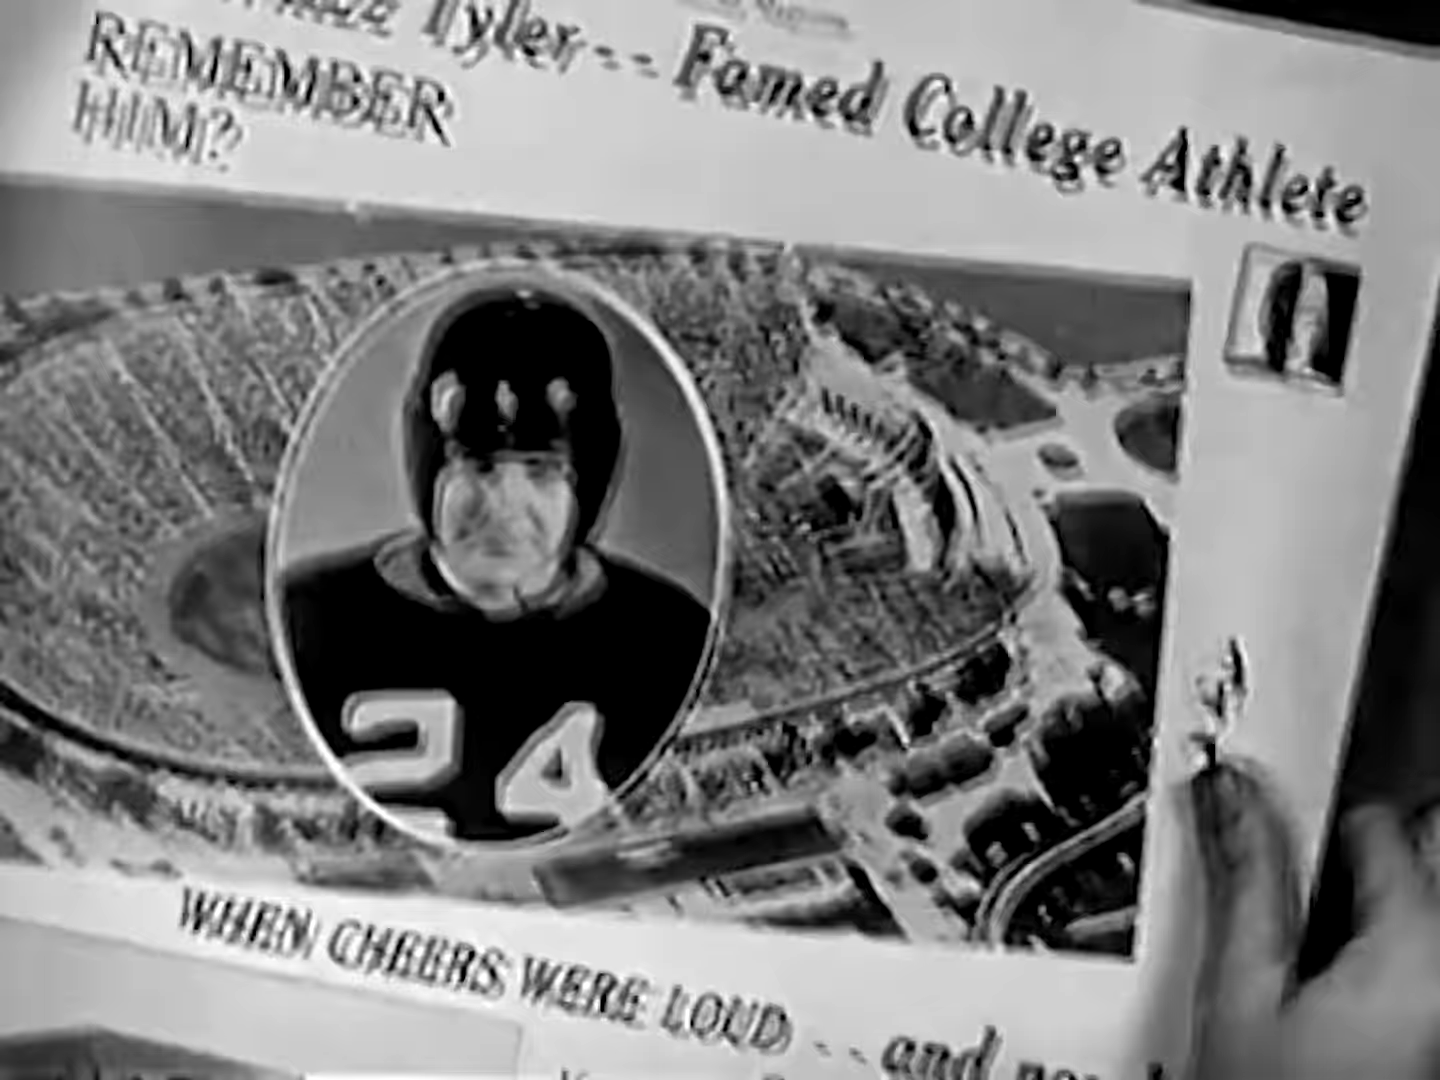 Tyler-- Famed College Athlete
REMEMBER
HIM?
24
WHEN CHEERS WERE LOUD -- and